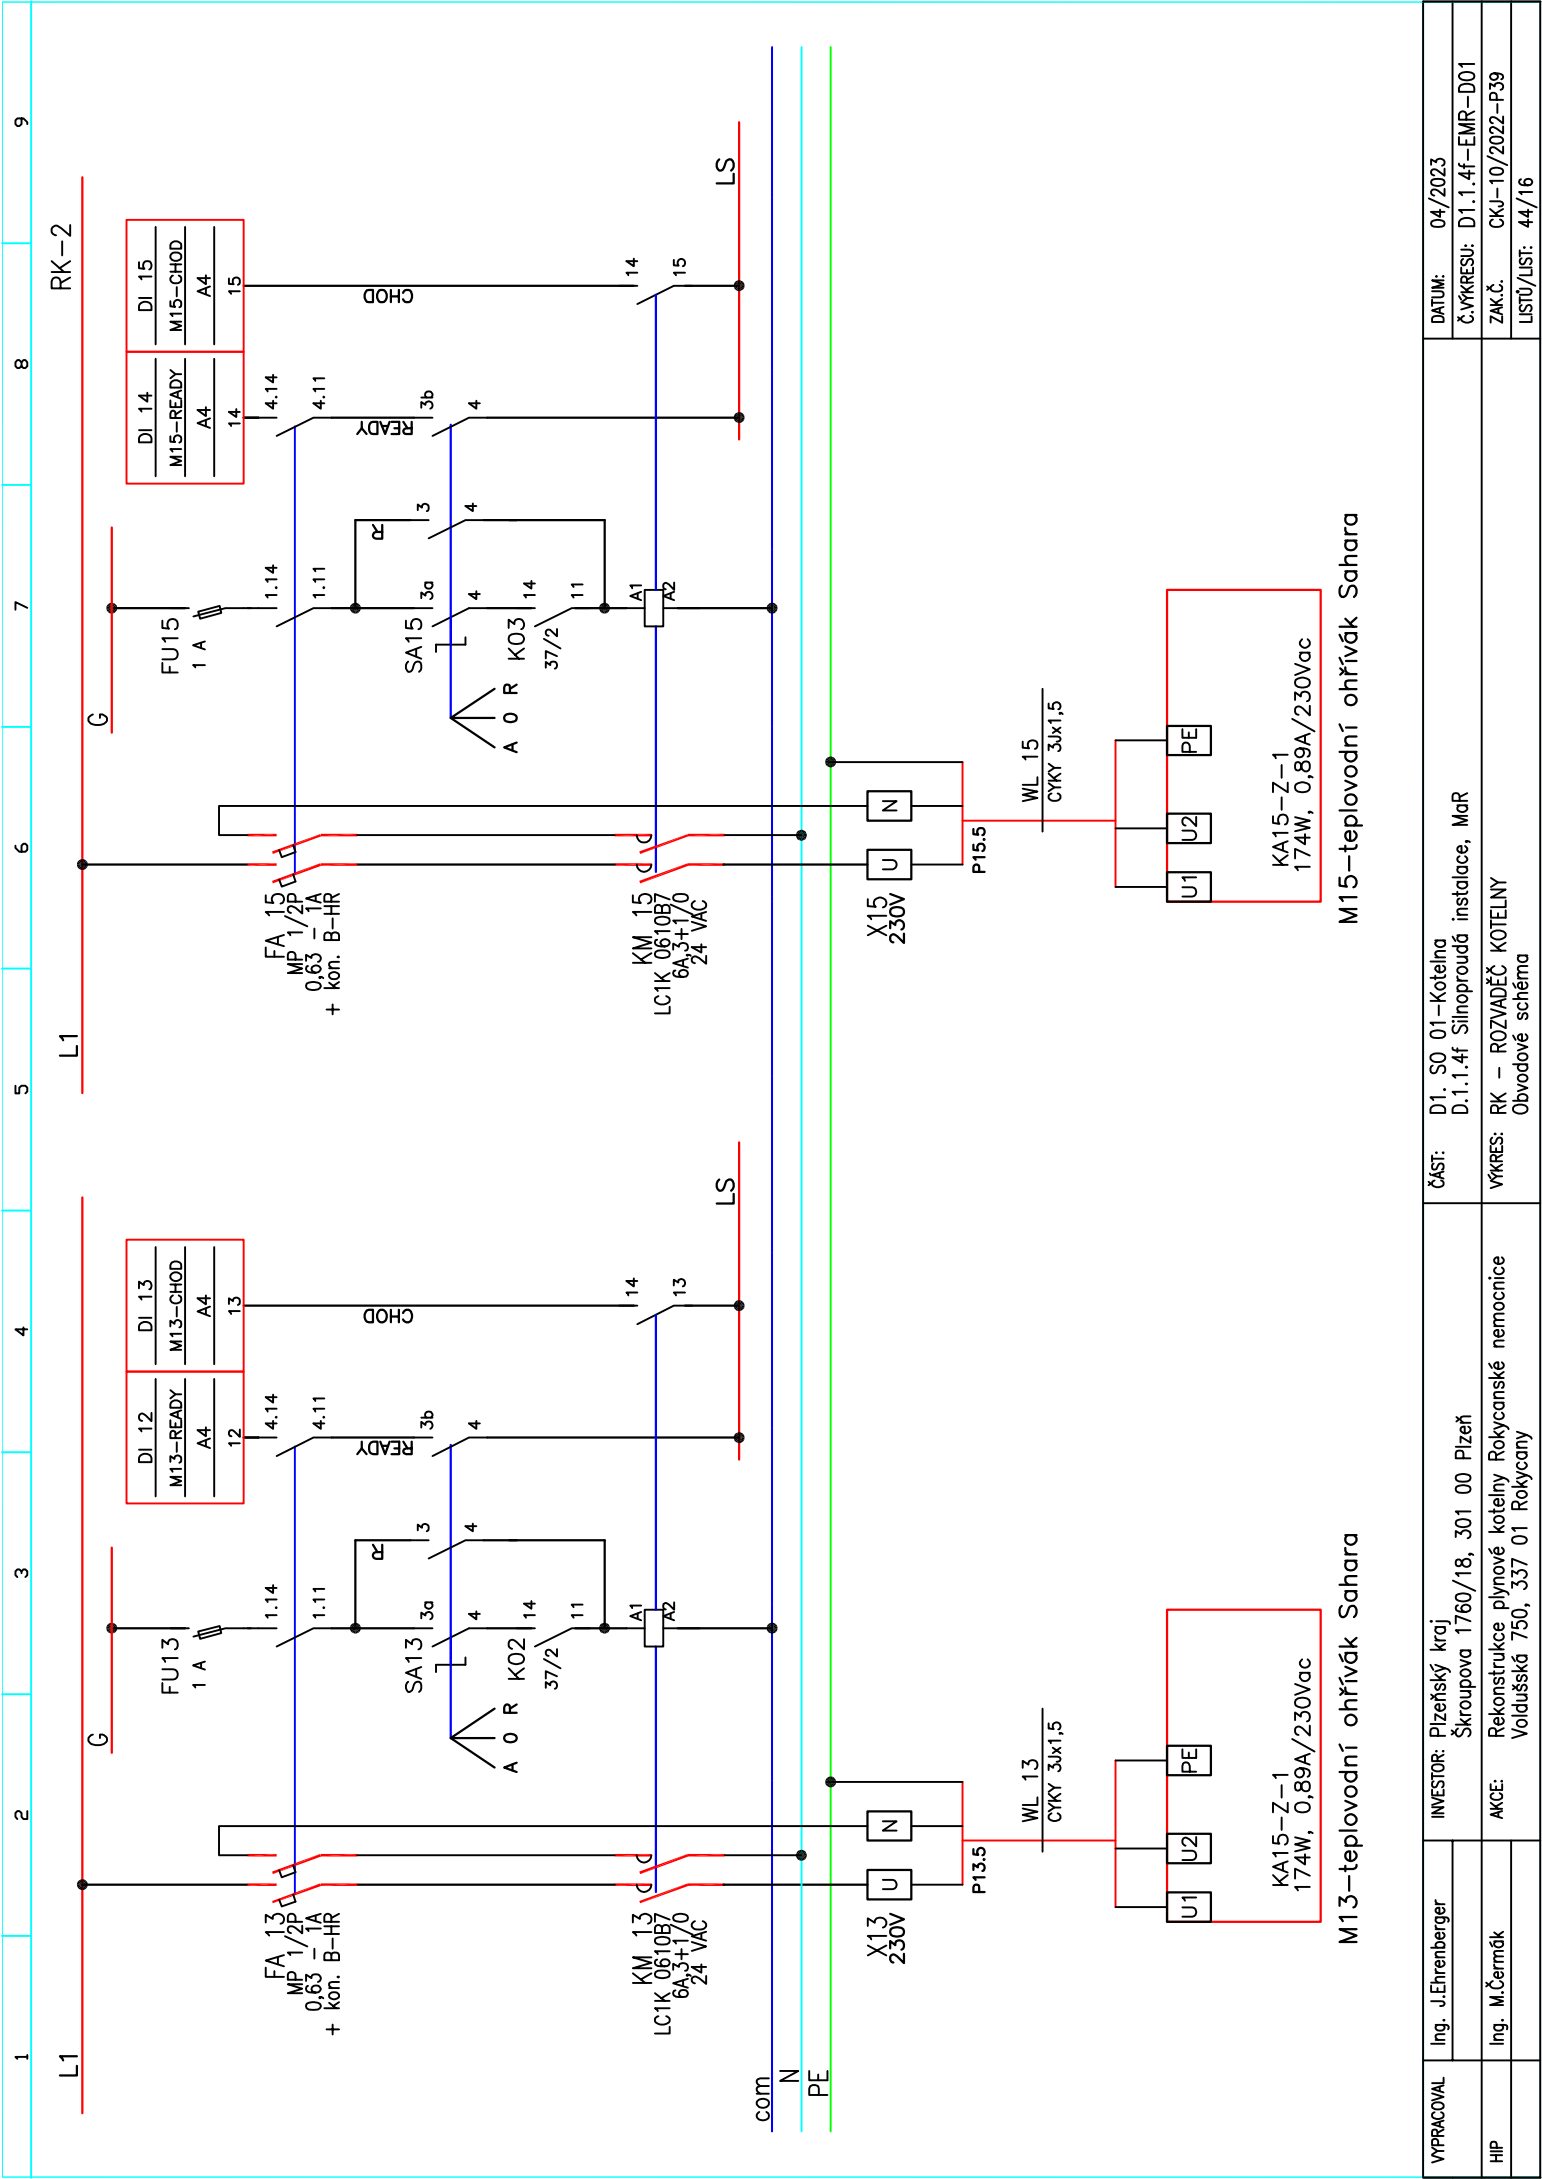 1
2
3
4
5
6
7
8
9
L1
G
FU13
1 A
DI 12
M13-READY
A4
12
DI 13
M13-CHOD
A4
13
FA 13
MP 1/2P
0,63 - 1A
+ kon. B-HR
1.14
1.11
4.14
4.11
READY
CHOD
R
SA13
3a
4
3
4
3b
4
A O R
K02
37/2
14
11
KM 13
LC1K 0610B7
6A,3+1/0
24 VAC
A1
A2
14
13
LS
com
N
PE
X13
230V
U
N
P13.5
WL 13
CYKY 3Jx1,5
U1
U2
PE
KA15-Z-1
174W, 0,89A/230Vac
M13-teplovodní ohřívák Sahara
L1
RK-2
G
FU15
1 A
DI 14
M15-READY
A4
14
DI 15
M15-CHOD
A4
15
FA 15
MP 1/2P
0,63 - 1A
+ kon. B-HR
1.14
1.11
4.14
4.11
READY
CHOD
R
SA15
3a
4
3
4
3b
4
A O R
K03
37/2
14
11
KM 15
LC1K 0610B7
6A,3+1/0
24 VAC
A1
A2
14
15
LS
X15
230V
U
N
P15.5
WL 15
CYKY 3Jx1,5
U1
U2
PE
KA15-Z-1
174W, 0,89A/230Vac
M15-teplovodní ohřívák Sahara
VYPRACOVAL
Ing. J.Ehrenberger
HIP
Ing. M.Čermák
INVESTOR: Plzeňský kraj
Škroupova 1760/18, 301 00 Plzeň
AKCE: Rekonstrukce plynové kotelny Rokycanské nemocnice
Voldušská 750, 337 01 Rokycany
ČÁST: D1. SO 01-Kotelna
D.1.1.4f Silnoproudá instalace, MaR
VÝKRES: RK - ROZVADĚČ KOTELNY
Obvodové schéma
DATUM: 04/2023
Č.VÝKRESU: D1.1.4f-EMR-D01
ZAK.Č. CKJ-10/2022-P39
LISTŮ/LIST: 44/16